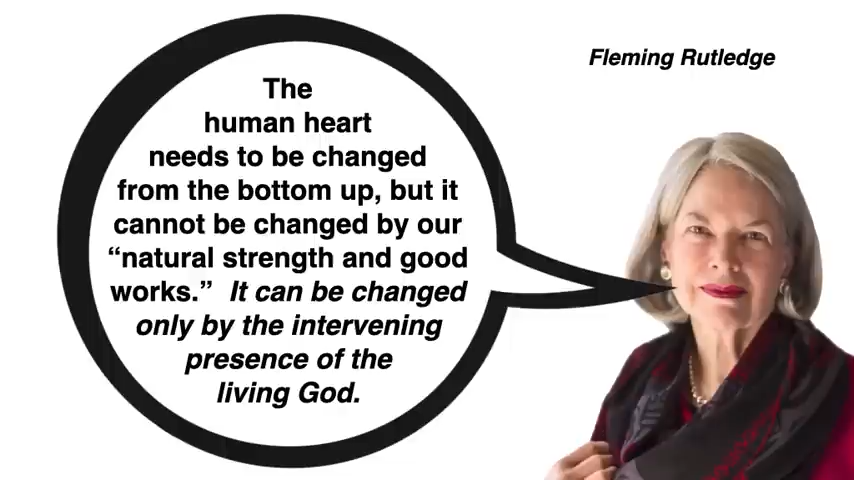 Fleming Rutledge
The
human heart
needs to be changed
from the bottom up, but it
cannot be changed by our
“natural strength and good
works.” It can be changed
only by the intervening
presence of the
living God.